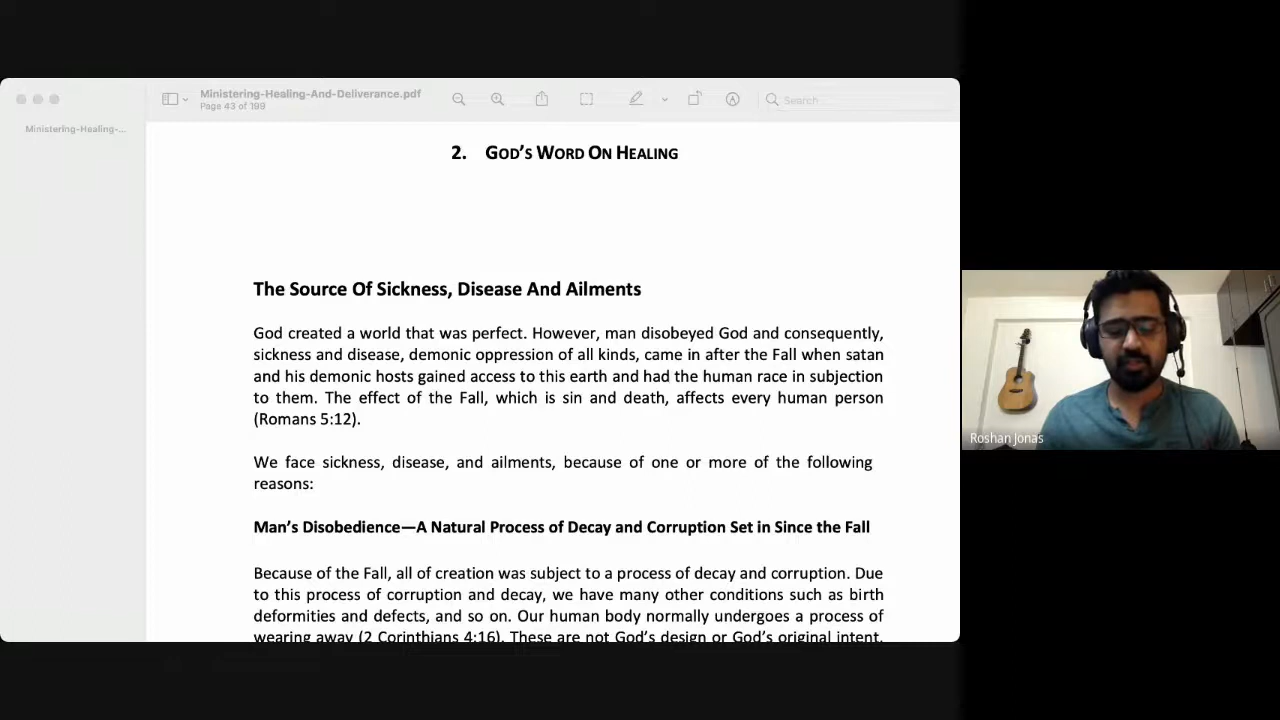 Ministering-Healing-And-Deliverance.pdf
Page 43 of 199
Search
Ministering-Healing-...
2. GOD'S WORD ON HEALING
The Source Of Sickness, Disease And Ailments
God created a world that was perfect. However, man disobeyed God and consequently,
sickness and disease, demonic oppression of all kinds, came in after the Fall when satan
and his demonic hosts gained access to this earth and had the human race in subjection
to them. The effect of the Fall, which is sin and death, affects every human person
(Romans 5:12).
We face sickness, disease, and ailments, because of one or more of the following
reasons:
Man's Disobedience—A Natural Process of Decay and Corruption Set in Since the Fall
Because of the Fall, all of creation was subject to a process of decay and corruption. Due
to this process of corruption and decay, we have many other conditions such as birth
deformities and defects, and so on. Our human body normally undergoes a process of
wearing away (2 Corinthians 4:16). These are not God's design or God's original intent.
Roshan Jonas